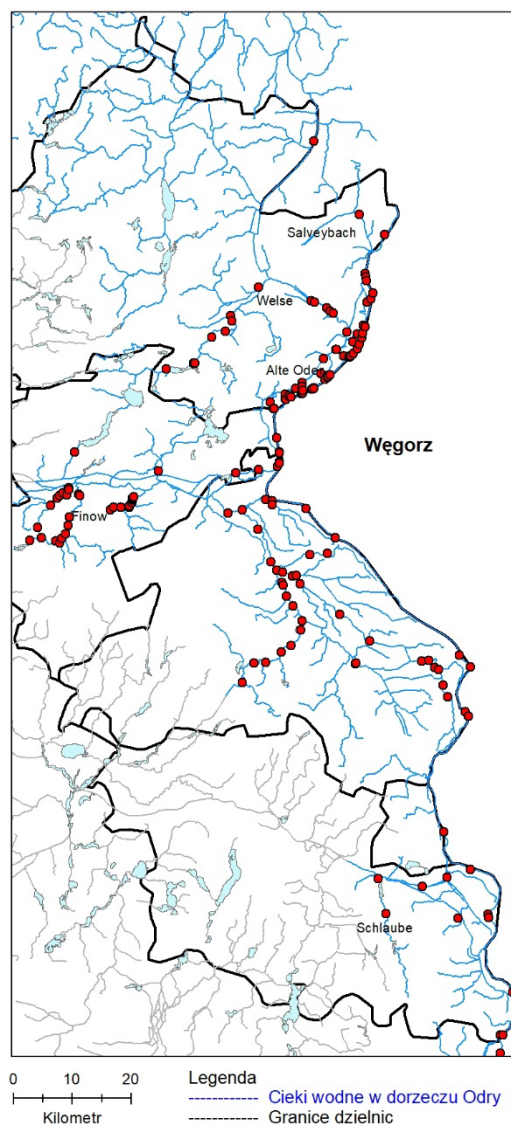 Salveybach
Welse
Alte Oder
Węgorz
Finow
Schlaube
0 10 20
Kilometr
Legenda
Cieki wodne w dorzeczu Odry
Granice dzielnic